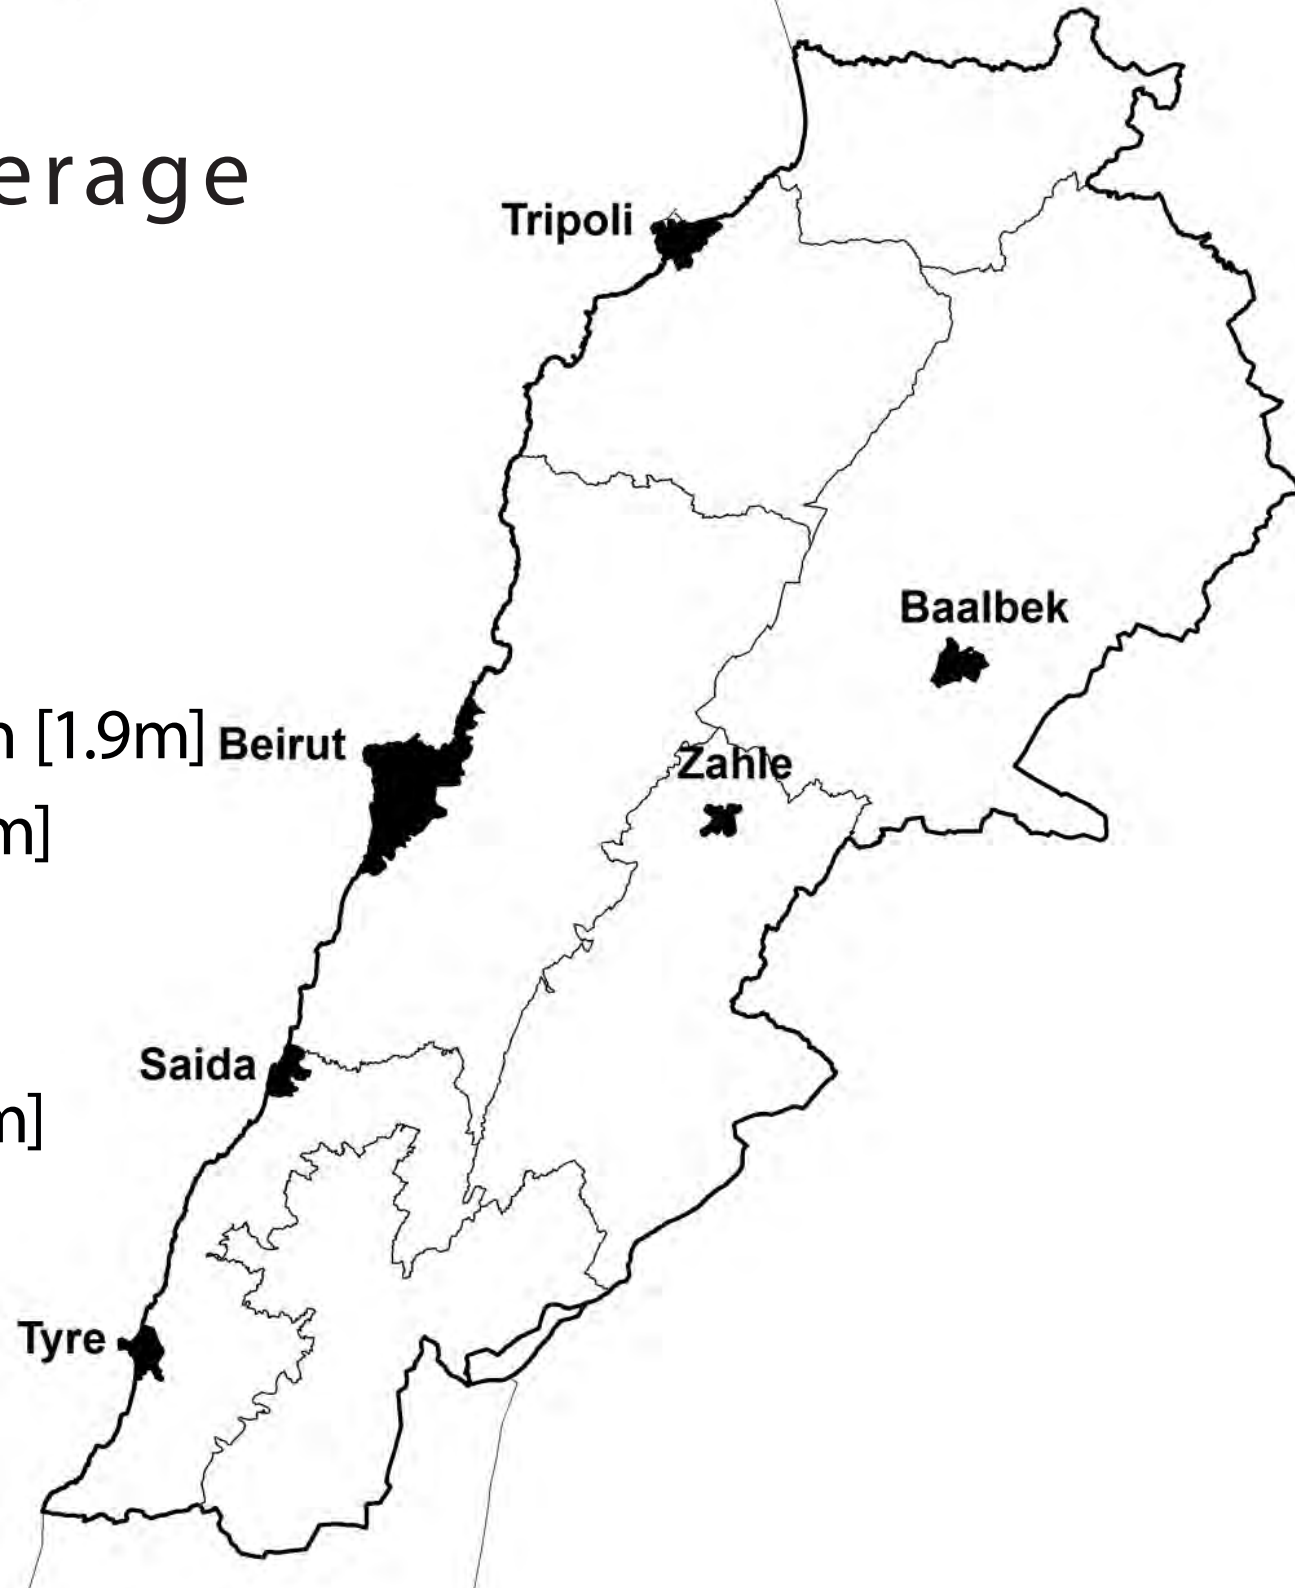 erage
Tripoli
Baalbek
n [1.9m] Beirut
Zahle
m]
Saida
m]
Tyre